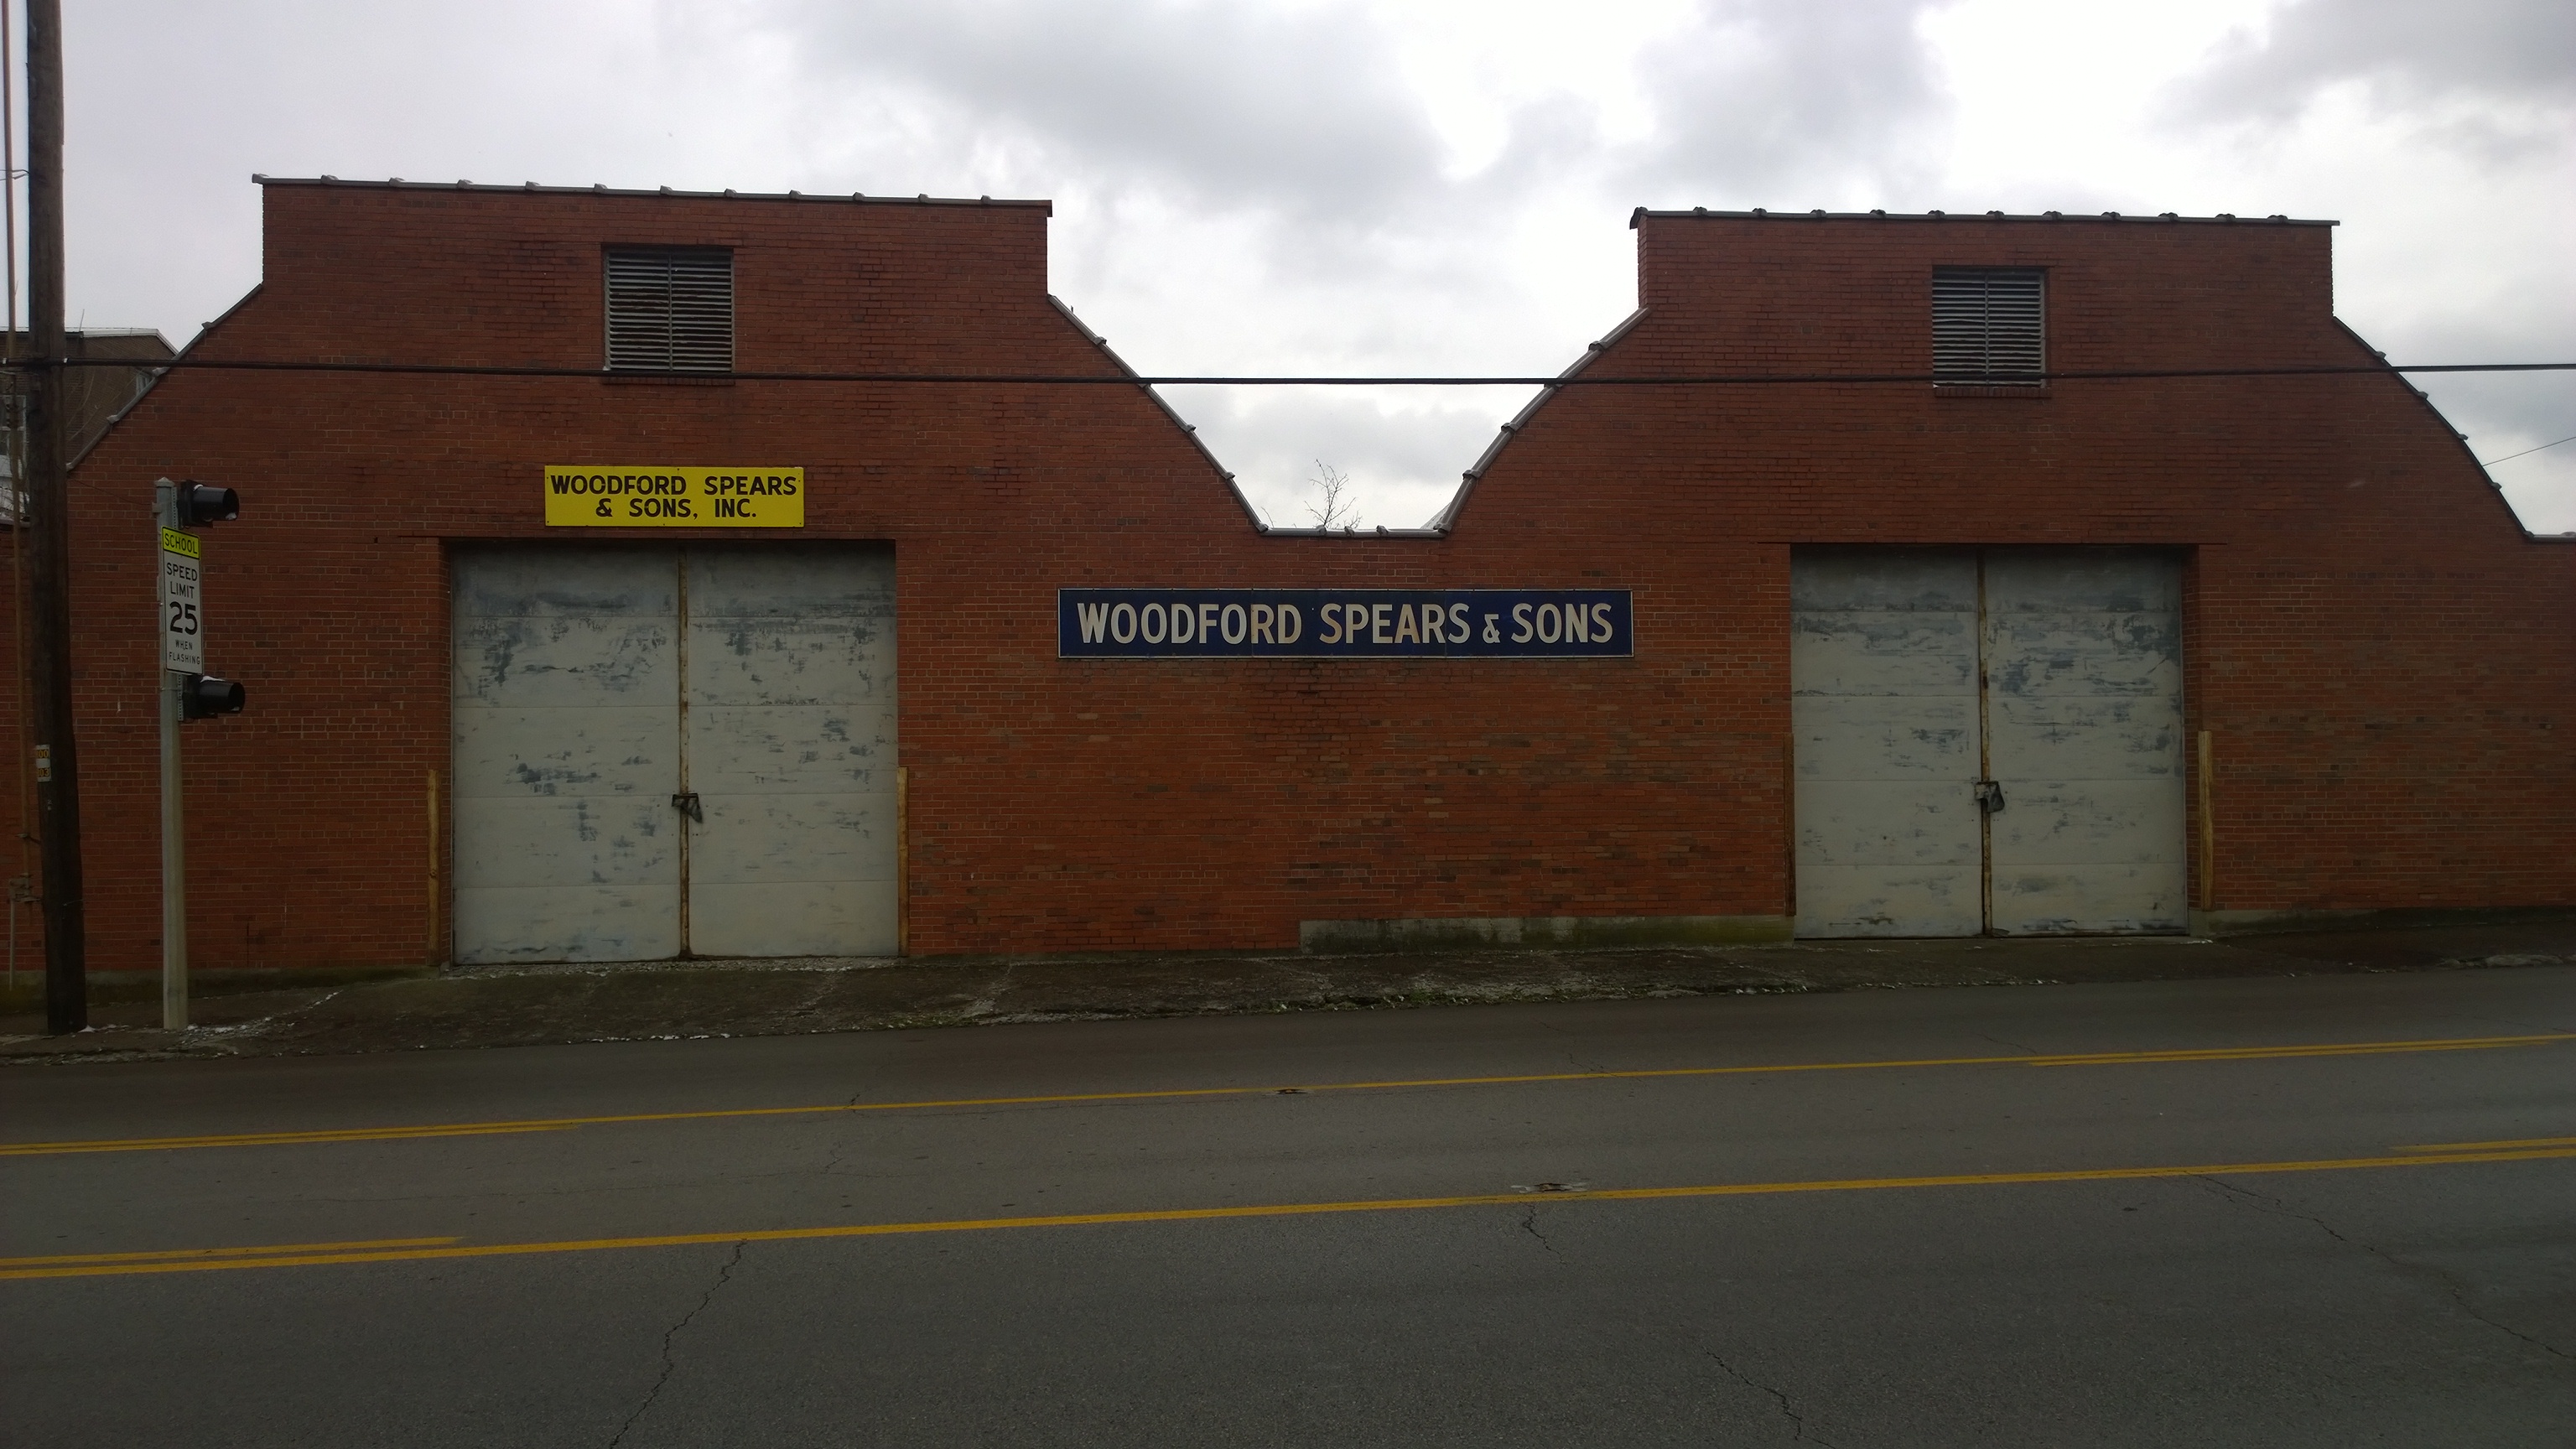 WOODFORD SPEARS
& SONS, INC.
WOODFORD SPEARS & SONS
SCHOOL
SPEED
LIMIT
25
WHEN
FLASHING